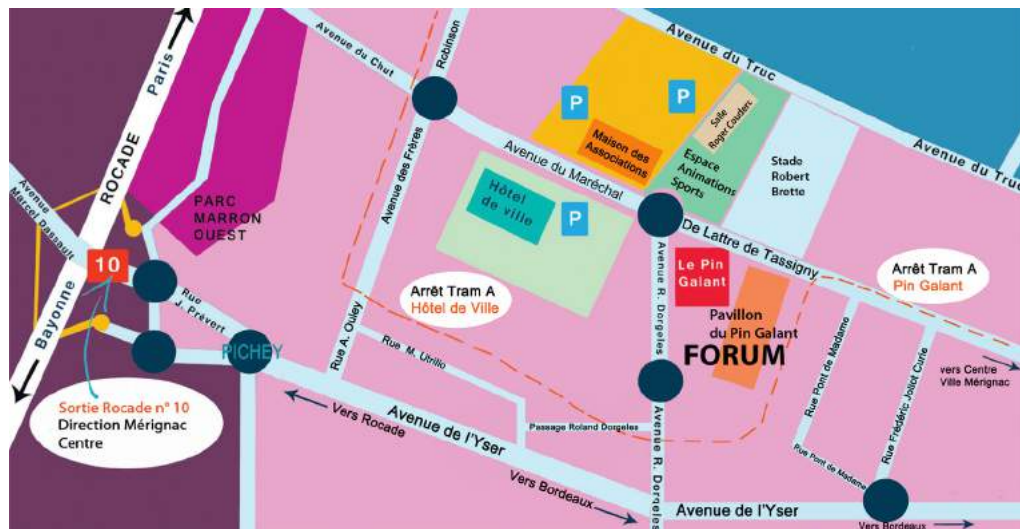 Avenue du Chut
Robinson
Avenue du Truc
Paris
ROCADE
Bayonne
P
P
Salle
Roger Couderc
Maison des
Associations
Espace
Animations
Sports
Stade
Robert
Brotte
Avenue du Truc
Avenue
Marcel Dassault
PARC
MARRON
OUEST
Avenue des Frères
Avenue du Maréchal
Hôtel
de ville
P
De Lattre de Tassigny
10
Rue
J. Prévert
Arrêt Tram A
Hôtel de Ville
Avenue R. Dorgeles
Le Pin
Galant
Arrêt Tram A
Pin Galant
Pavillon
du Pin Galant
FORUM
PICHEY
Rue A. Ouley
Rue M. Utrillo
Rue Pont de Madame
Rue Frédéric Joliot Curie
vers Centre
Ville Mérignac
Sortie Rocade n° 10
Direction Mérignac
Centre
Vers Rocade
Avenue de l'Yser
Passage Roland Dorgeles
Avenue R. Dorgeles
Rue Pont de Madame
Vers Bordeaux
Avenue de l'Yser
Vers Bordeaux